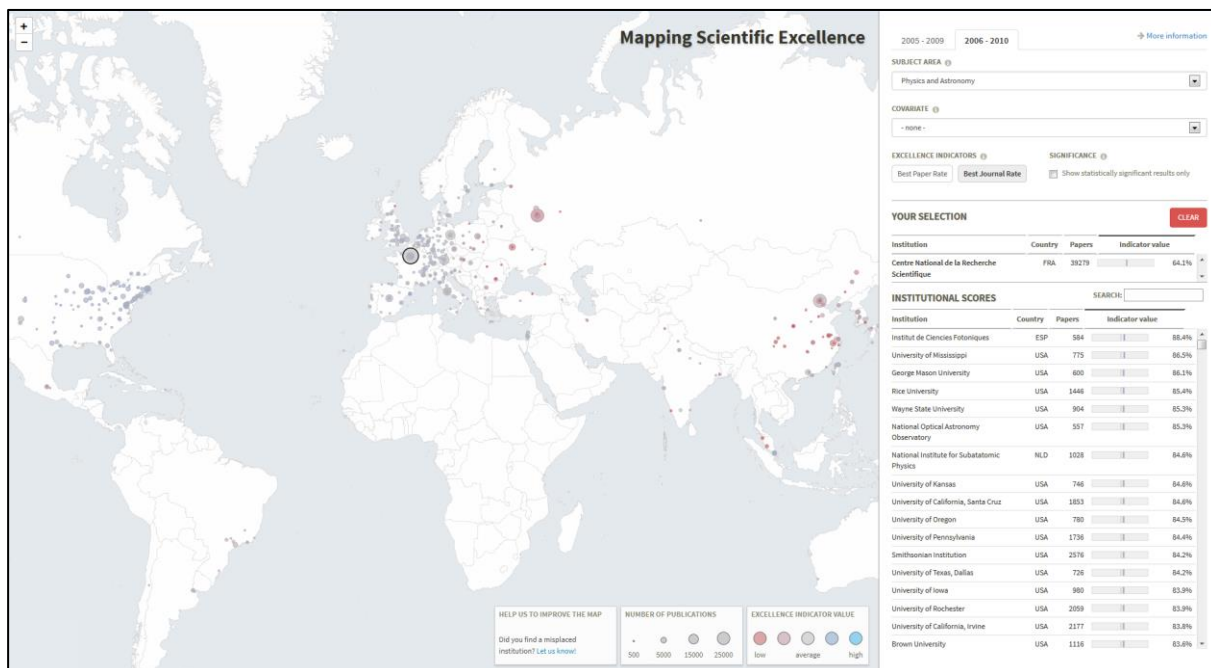 +
−
Mapping Scientific Excellence
2005 - 2009
2006 - 2010
More information
SUBJECT AREA
Physics and Astronomy
COVARIATE
- none -
EXCELLENCE INDICATORS
SIGNIFICANCE
Best Paper Rate
Best Journal Rate
Show statistically significant results only
YOUR SELECTION
CLEAR
Institution Country Papers Indicator value
Centre National de la Recherche
Scientifique
FRA 39279 64.1%
INSTITUTIONAL SCORES
SEARCH:
Institution Country Papers Indicator value
Institut de Ciencies Fotoniques ESP 584 88.4%
University of Mississippi USA 775 86.5%
George Mason University USA 600 86.1%
Rice University USA 1446 85.4%
Wayne State University USA 904 85.3%
National Optical Astronomy
Observatory
USA 557 85.3%
National Institute for Subatatomic
Physics
NLD 1028 84.6%
University of Kansas USA 746 84.6%
University of California, Santa Cruz USA 1853 84.6%
University of Oregon USA 780 84.5%
University of Pennsylvania USA 1736 84.4%
Smithsonian Institution USA 2576 84.2%
University of Texas, Dallas USA 726 84.2%
University of Iowa USA 980 83.9%
University of Rochester USA 2059 83.9%
University of California, Irvine USA 2177 83.8%
Brown University USA 1116 83.6%
HELP US TO IMPROVE THE MAP
Did you find a misplaced
institution? Let us know!
NUMBER OF PUBLICATIONS
500 5000 15000 25000
EXCELLENCE INDICATOR VALUE
low average high